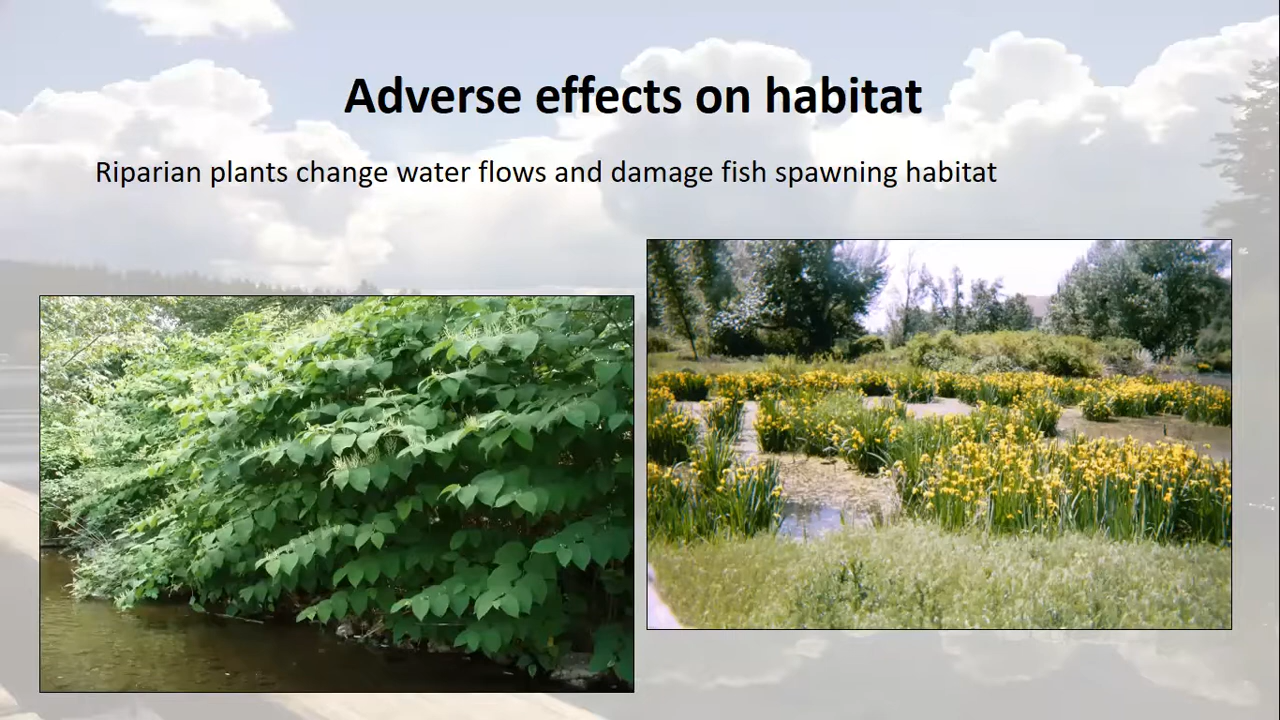 Adverse effects on habitat
Riparian plants change water flows and damage fish spawning habitat